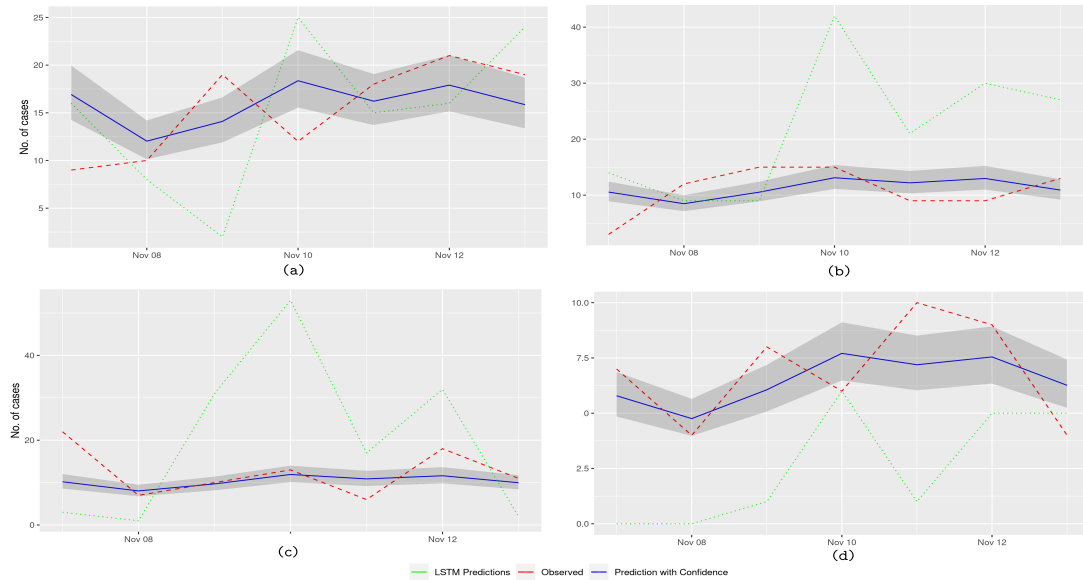 25
20
15
10
5
No. of cases
Nov 08
Nov 10
Nov 12
(a)
40
30
20
10
Nov 08
Nov 10
Nov 12
(b)
40
20
0
No. of cases
Nov 08
Nov 12
(c)
10.0
7.5
0
2.5
0.0
Nov 08
Nov 10
Nov 12
(d)
LSTM Predictions Observed Prediction with Confidence